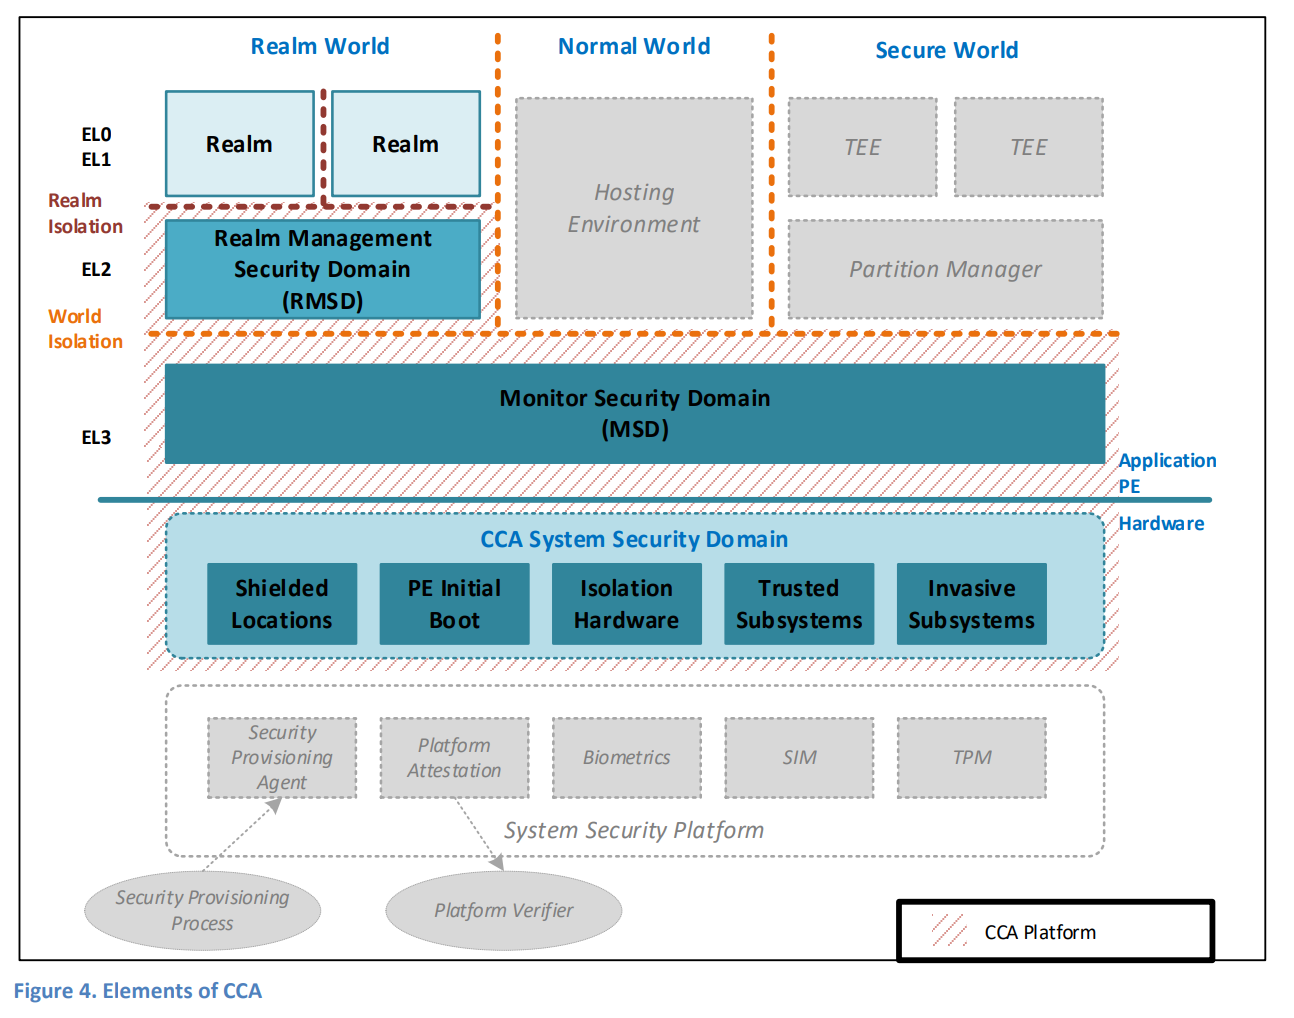 Realm World
Normal World
Secure World
EL0
EL1
Realm
Realm
Hosting
Environment
TEE
TEE
Realm
Isolation
EL2
Realm Management
Security Domain
(RMSD)
Partition Manager
World
Isolation
EL3
Monitor Security Domain
(MSD)
Application
PE
Hardware
CCA System Security Domain
Shielded
Locations
PE Initial
Boot
Isolation
Hardware
Trusted
Subsystems
Invasive
Subsystems
Security
Provisioning
Agent
Platform
Attestation
Biometrics
SIM
TPM
System Security Platform
Security Provisioning
Process
Platform Verifier
CCA Platform
Figure 4. Elements of CCA